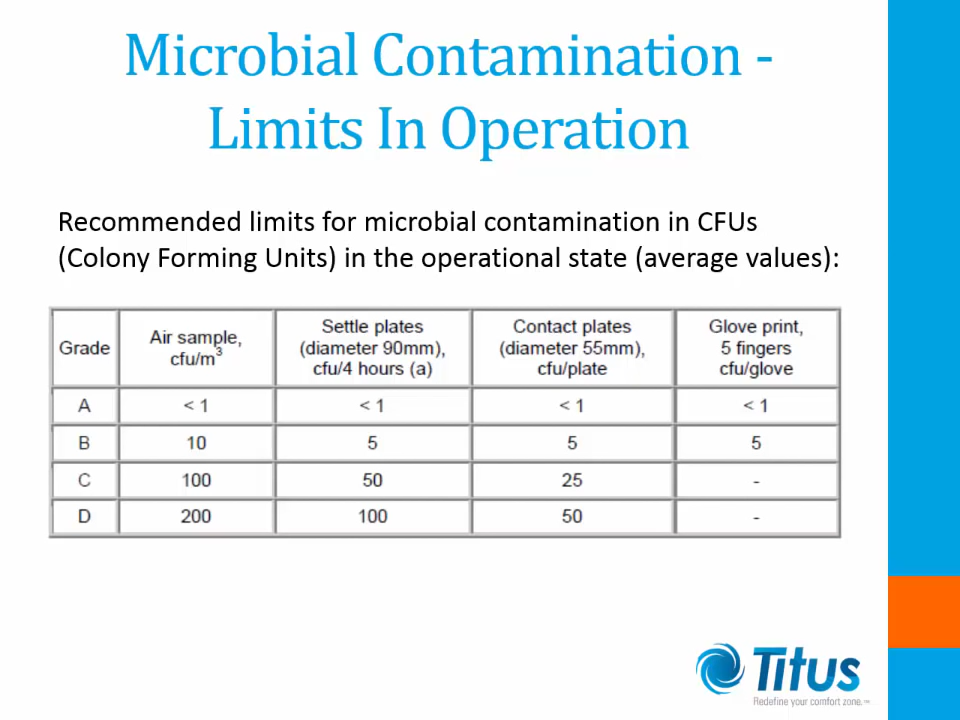 Microbial Contamination -
Limits In Operation
Recommended limits for microbial contamination in CFUs
(Colony Forming Units) in the operational state (average values):
Grade | Air sample, cfu/m³ | Settle plates (diameter 90mm), cfu/4 hours (a) | Contact plates (diameter 55mm), cfu/plate | Glove print, 5 fingers cfu/glove
A | < 1 | < 1 | < 1 | < 1
B | 10 | 5 | 5 | 5
C | 100 | 50 | 25 | -
D | 200 | 100 | 50 | -
Titus
Redefine your comfort zone.™